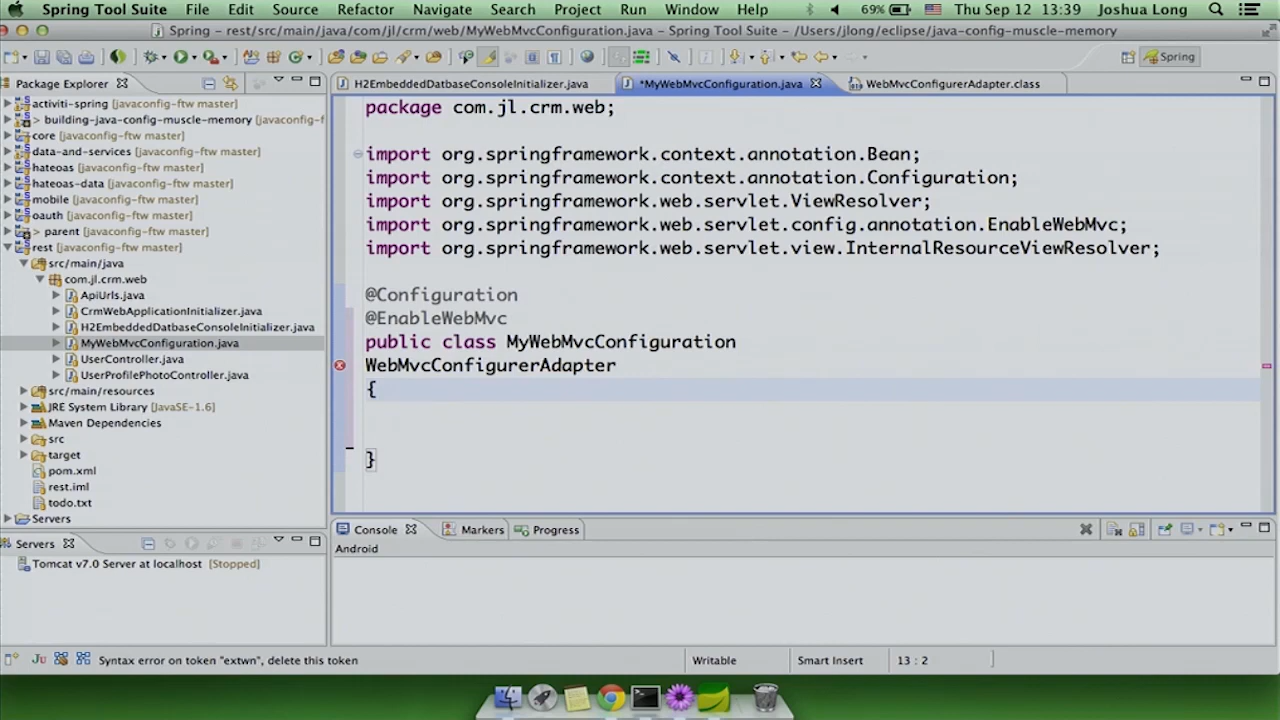 Spring Tool Suite File Edit Source Refactor Navigate Search Project Run Window Help 69% Thu Sep 12 13:39 Joshua Long
Spring - rest/src/main/java/com/jl/crm/web/MyWebMvcConfiguration.java - Spring Tool Suite - /Users/jlong/eclipse/java-config-muscle-memory
Spring
Package Explorer
activiti-spring [javaconfig-ftw master]
> building-java-config-muscle-memory [javaconfig-f
core [javaconfig-ftw master]
data-and-services [javaconfig-ftw master]
hateoas [javaconfig-ftw master]
hateoas-data [javaconfig-ftw master]
mobile [javaconfig-ftw master]
oauth [javaconfig-ftw master]
> parent [javaconfig-ftw master]
rest [javaconfig-ftw master]
src/main/java
com.jl.crm.web
ApiUrls.java
CrmWebApplicationInitializer.java
H2EmbeddedDatbaseConsoleInitializer.java
MyWebMvcConfiguration.java
UserController.java
UserProfilePhotoController.java
src/main/resources
JRE System Library [JavaSE-1.6]
Maven Dependencies
src
target
pom.xml
rest.iml
todo.txt
Servers
H2EmbeddedDatbaseConsoleInitializer.java
*MyWebMvcConfiguration.java
WebMvcConfigurerAdapter.class
package com.jl.crm.web;
import org.springframework.context.annotation.Bean;
import org.springframework.context.annotation.Configuration;
import org.springframework.web.servlet.ViewResolver;
import org.springframework.web.servlet.config.annotation.EnableWebMvc;
import org.springframework.web.servlet.view.InternalResourceViewResolver;
@Configuration
@EnableWebMvc
public class MyWebMvcConfiguration
WebMvcConfigurerAdapter
{
}
Servers
Tomcat v7.0 Server at localhost [Stopped]
Console Markers Progress
Android
Ju Syntax error on token "extwn", delete this token Writable Smart Insert 13 : 2